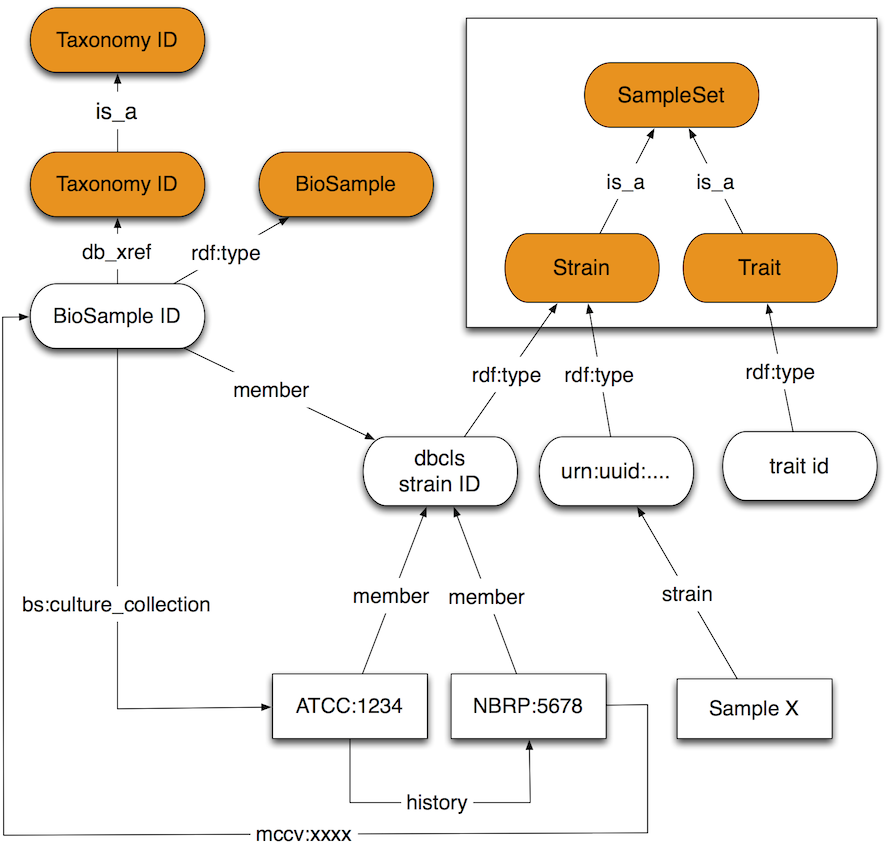 Taxonomy ID
SampleSet
is_a
Taxonomy ID
BioSample
is_a
is_a
db_xref
rdf:type
Strain
Trait
BioSample ID
member
rdf:type
rdf:type
rdf:type
dbcls
strain ID
urn:uuid:....
trait id
bs:culture_collection
member
member
strain
ATCC:1234
NBRP:5678
Sample X
history
mccv:xxxx